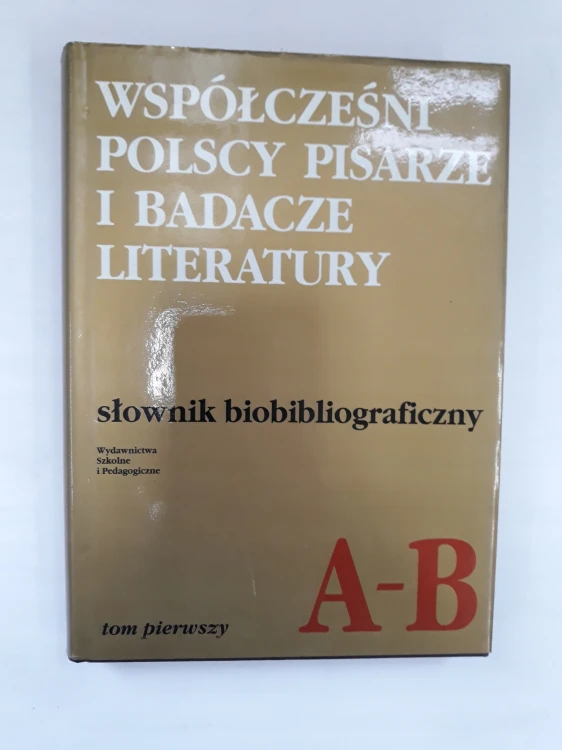 WSPÓŁCZEŚNI
POLSCY PISARZE
I BADACZE
LITERATURY
słownik biobibliograficzny
Wydawnictwa
Szkolne
i Pedagogiczne
A-B
tom pierwszy